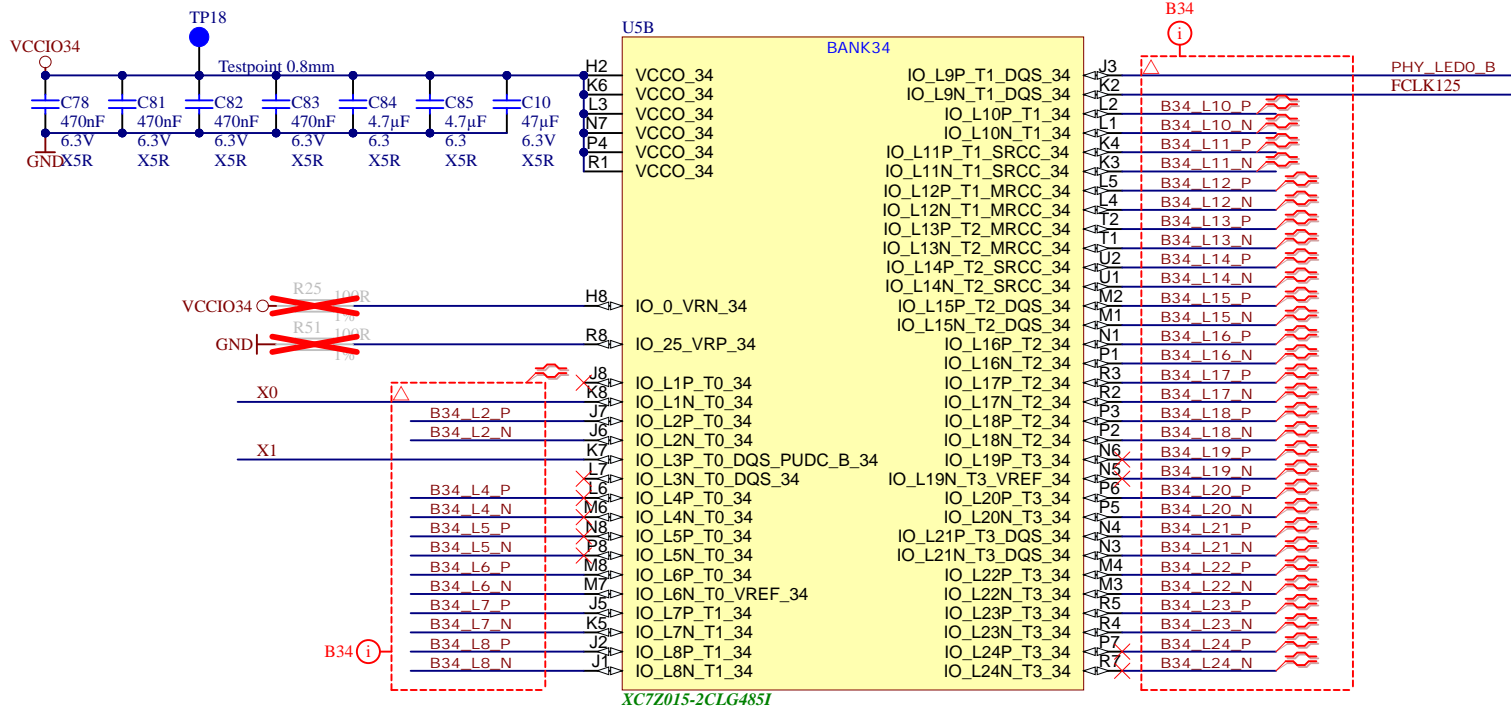 B34
TP18
U5B
VCCIO34
BANK34
Testpoint 0.8mm
C78
470nF
6.3V
X5R
C81
470nF
6.3V
X5R
C82
470nF
6.3V
X5R
C83
470nF
6.3V
X5R
C84
4.7µF
6.3
X5R
C85
4.7µF
6.3
X5R
C10
47µF
6.3V
X5R
GND
H2 VCCO_34
K6 VCCO_34
L3 VCCO_34
N7 VCCO_34
P4 VCCO_34
R1 VCCO_34
VCCIO34 R25 100R 1% H8 IO_0_VRN_34
GND R51 100R 1% R8 IO_25_VRP_34
J8 IO_L1P_T0_34
X0 K8 IO_L1N_T0_34
B34_L2_P J7 IO_L2P_T0_34
B34_L2_N J6 IO_L2N_T0_34
X1 K7 IO_L3P_T0_DQS_PUDC_B_34
L7 IO_L3N_T0_DQS_34
B34_L4_P L6 IO_L4P_T0_34
B34_L4_N M6 IO_L4N_T0_34
B34_L5_P N8 IO_L5P_T0_34
B34_L5_N P8 IO_L5N_T0_34
B34_L6_P M8 IO_L6P_T0_34
B34_L6_N M7 IO_L6N_T0_VREF_34
B34_L7_P J5 IO_L7P_T1_34
B34_L7_N K5 IO_L7N_T1_34
B34_L8_P J2 IO_L8P_T1_34
B34_L8_N J1 IO_L8N_T1_34
B34 i
i
IO_L9P_T1_DQS_34 J3 PHY_LED0_B
IO_L9N_T1_DQS_34 K2 FCLK125
IO_L10P_T1_34 L2 B34_L10_P
IO_L10N_T1_34 L1 B34_L10_N
IO_L11P_T1_SRCC_34 K4 B34_L11_P
IO_L11N_T1_SRCC_34 K3 B34_L11_N
IO_L12P_T1_MRCC_34 L5 B34_L12_P
IO_L12N_T1_MRCC_34 L4 B34_L12_N
IO_L13P_T2_MRCC_34 T2 B34_L13_P
IO_L13N_T2_MRCC_34 T1 B34_L13_N
IO_L14P_T2_SRCC_34 U2 B34_L14_P
IO_L14N_T2_SRCC_34 U1 B34_L14_N
IO_L15P_T2_DQS_34 M2 B34_L15_P
IO_L15N_T2_DQS_34 M1 B34_L15_N
IO_L16P_T2_34 N1 B34_L16_P
IO_L16N_T2_34 P1 B34_L16_N
IO_L17P_T2_34 R3 B34_L17_P
IO_L17N_T2_34 R2 B34_L17_N
IO_L18P_T2_34 P3 B34_L18_P
IO_L18N_T2_34 P2 B34_L18_N
IO_L19P_T3_34 N6 B34_L19_P
IO_L19N_T3_VREF_34 N5 B34_L19_N
IO_L20P_T3_34 P6 B34_L20_P
IO_L20N_T3_34 P5 B34_L20_N
IO_L21P_T3_DQS_34 N4 B34_L21_P
IO_L21N_T3_DQS_34 N3 B34_L21_N
IO_L22P_T3_34 M4 B34_L22_P
IO_L22N_T3_34 M3 B34_L22_N
IO_L23P_T3_34 R5 B34_L23_P
IO_L23N_T3_34 R4 B34_L23_N
IO_L24P_T3_34 P7 B34_L24_P
IO_L24N_T3_34 R7 B34_L24_N
XC7Z015-2CLG485I